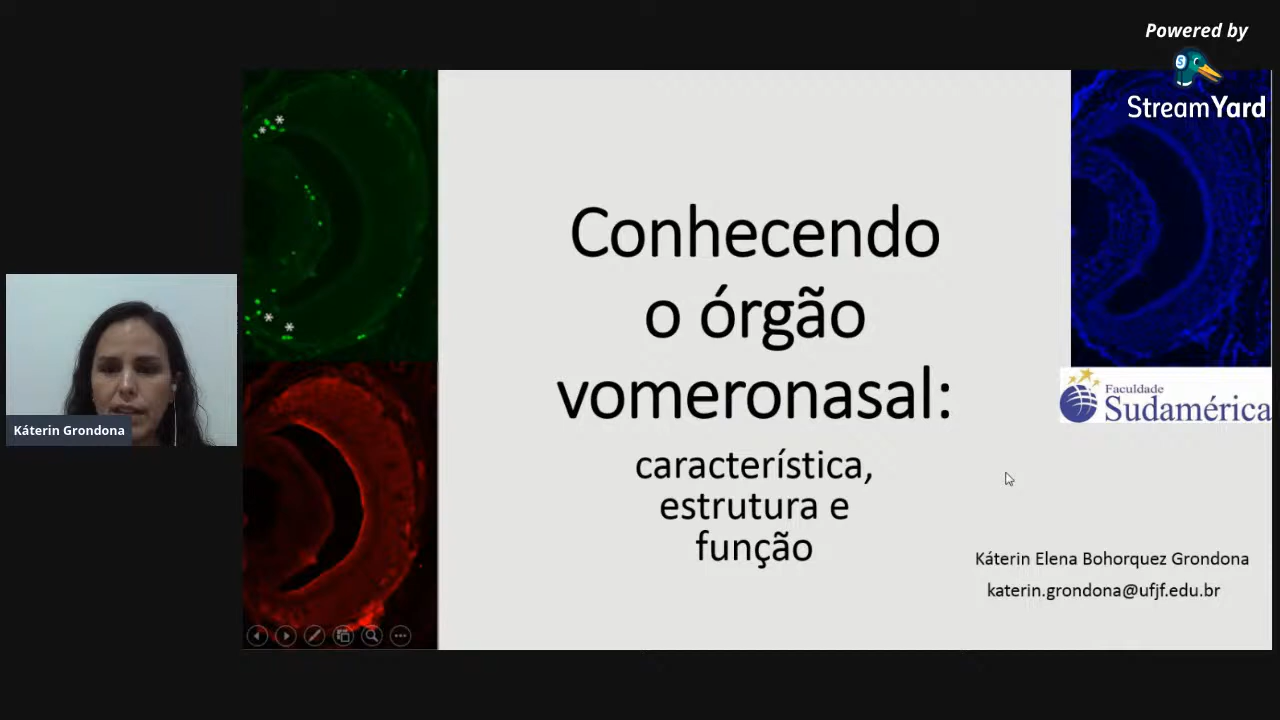 Powered by
StreamYard
Conhecendo
o órgão
vomeronasal:
característica,
estrutura e
função
Faculdade
Sudamérica
Káterin Grondona
Káterin Elena Bohorquez Grondona
katerin.grondona@ufjf.edu.br